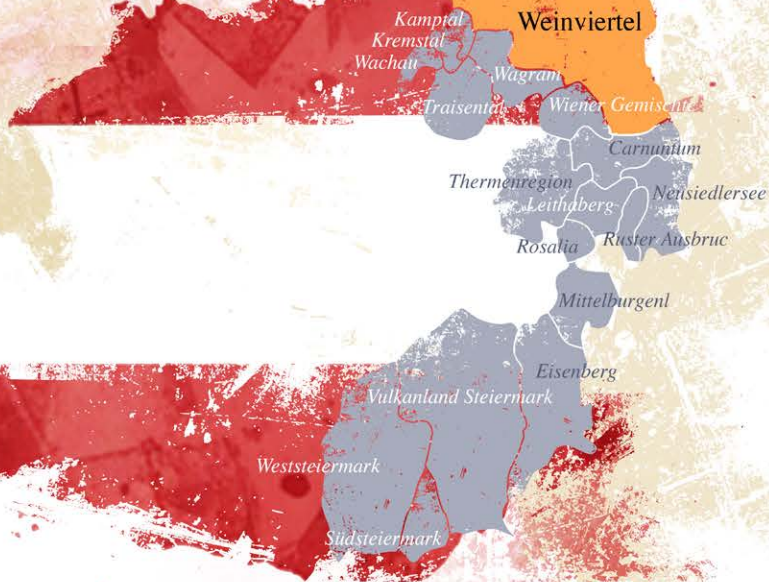 Weinviertel
Kamptal
Kremstal
Wachau
Wagram
Traisental
Wiener Gemischte
Carnuntum
Thermenregion
Neusiedlersee
Leithaberg
Rosalia
Ruster Ausbruc
Mittelburgenl
Eisenberg
Vulkanland Steiermark
Weststeiermark
Südsteiermark